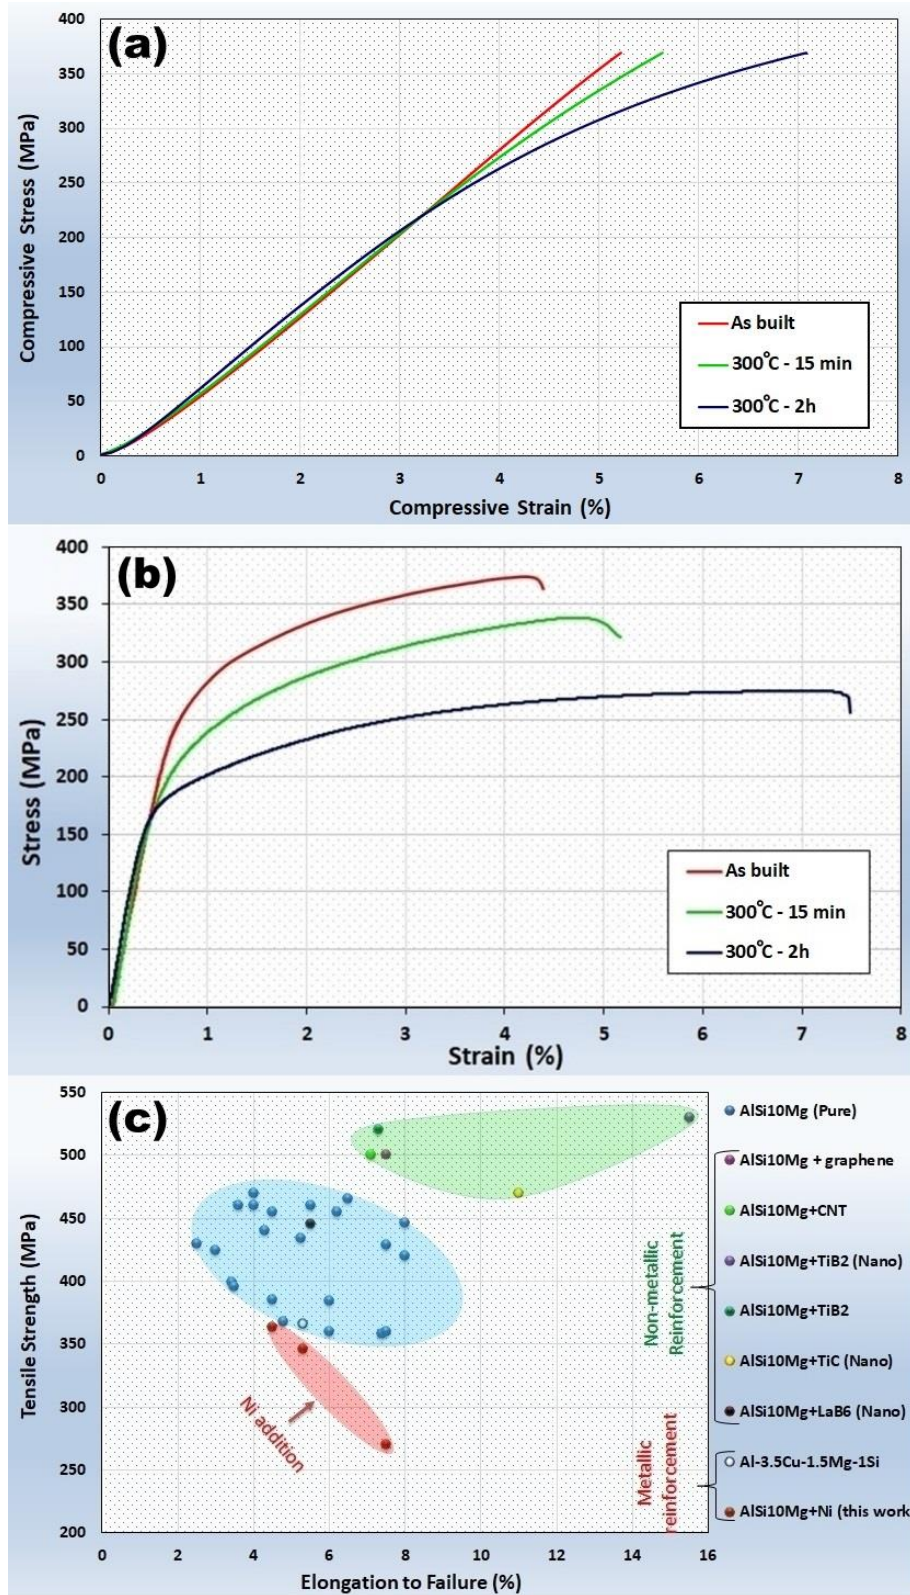 (a)
400
350
300
250
200
150
100
50
0
Compressive Stress (MPa)
As built
300°C - 15 min
300°C - 2h
0 1 2 3 4 5 6 7 8
Compressive Strain (%)
(b)
400
350
300
250
200
150
100
50
0
Stress (MPa)
As built
300°C - 15 min
300°C - 2h
0 1 2 3 4 5 6 7 8
Strain (%)
(c)
550
500
450
400
350
300
250
200
Tensile Strength (MPa)
Ni addition
Non-metallic
Reinforcement
Metallic
reinforcement
AlSi10Mg (Pure)
AlSi10Mg + graphene
AlSi10Mg+CNT
AlSi10Mg+TiB2 (Nano)
AlSi10Mg+TiB2
AlSi10Mg+TiC (Nano)
AlSi10Mg+LaB6 (Nano)
Al-3.5Cu-1.5Mg-1Si
AlSi10Mg+Ni (this work
0 2 4 6 8 10 12 14 16
Elongation to Failure (%)